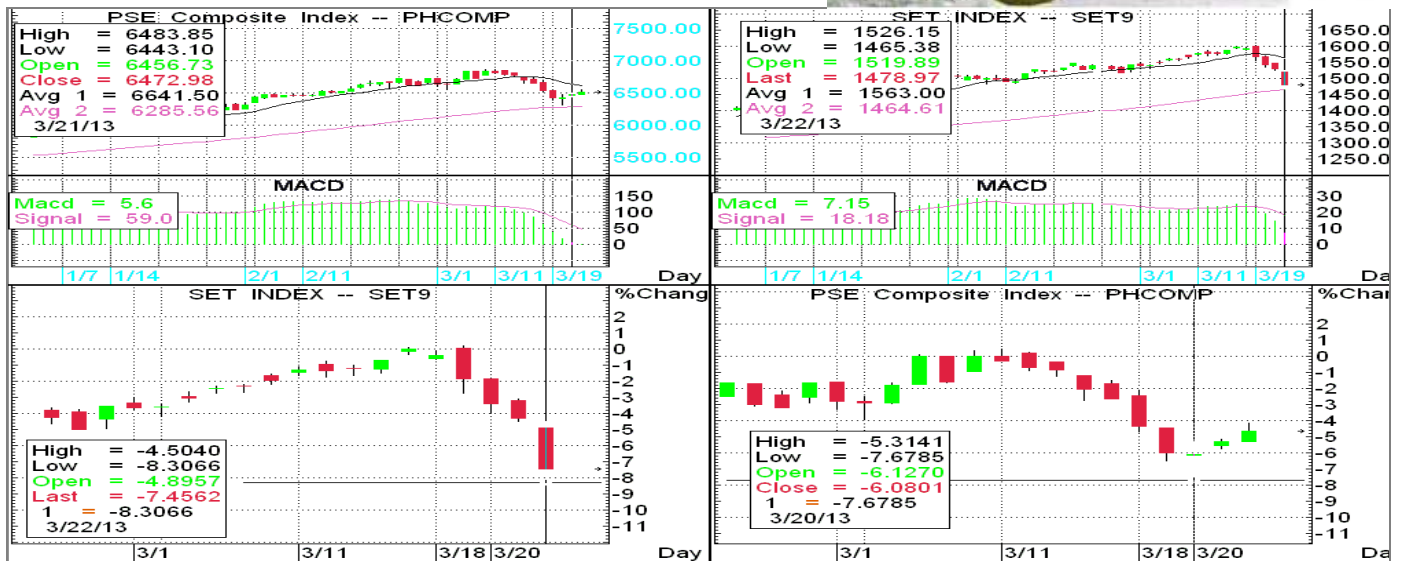 PSE Composite Index -- PHCOMP
High = 6483.85
Low = 6443.10
Open = 6456.73
Close = 6472.98
Avg 1 = 6641.50
Avg 2 = 6285.56
3/21/13
7500.00
7000.00
6500.00
6000.00
5500.00
MACD
Macd = 5.6
Signal = 59.0
150
100
50
0
1/7 1/14 2/1 2/11 3/1 3/11 3/19 Day
SET INDEX -- SET9
High = 1526.15
Low = 1465.38
Open = 1519.89
Last = 1478.97
Avg 1 = 1563.00
Avg 2 = 1464.61
3/22/13
1650.0
1600.0
1550.0
1500.0
1450.0
1400.0
1350.0
1300.0
1250.0
MACD
Macd = 7.15
Signal = 18.18
30
20
10
0
1/7 1/14 2/1 2/11 3/1 3/11 3/19 Da
SET INDEX -- SET9 %Chang
2
1
0
-1
-2
-3
-4
-5
-6
-7
-8
-9
-10
-11
High = -4.5040
Low = -8.3066
Open = -4.8957
Last = -7.4562
1 = -8.3066
3/22/13
3/1 3/11 3/18 3/20 Day
PSE Composite Index -- PHCOMP %Char
2
1
0
-1
-2
-3
-4
-5
-6
-7
-8
-9
-10
-11
High = -5.3141
Low = -7.6785
Open = -6.1270
Close = -6.0801
1 = -7.6785
3/20/13
3/1 3/11 3/18 3/20 Da